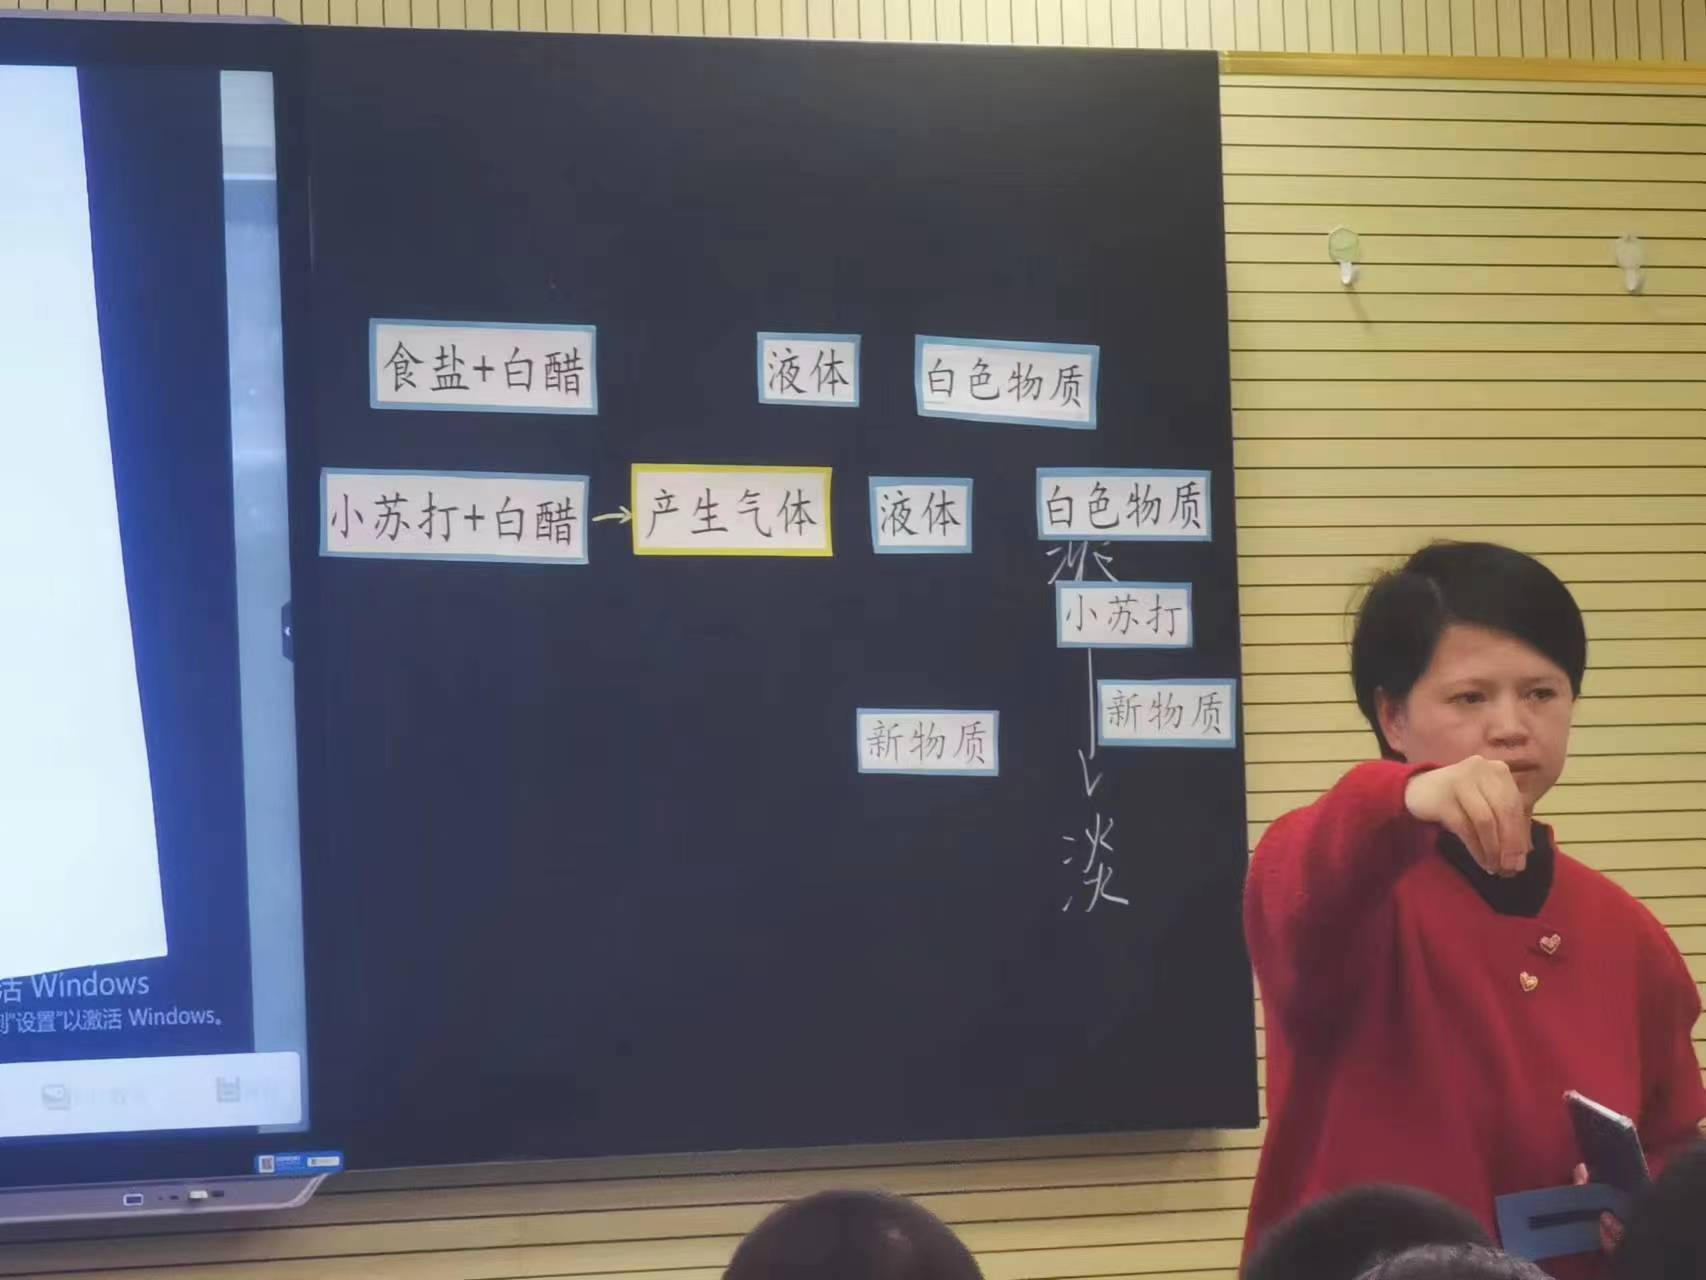 食盐+白醋 液体 白色物质
小苏打+白醋→产生气体 液体 白色物质
小苏打
新物质 新物质
淡
活 Windows
到"设置"以激活 Windows。